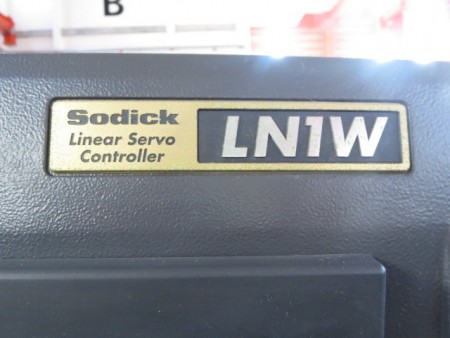 B
Sodick
Linear Servo
Controller
LN1W